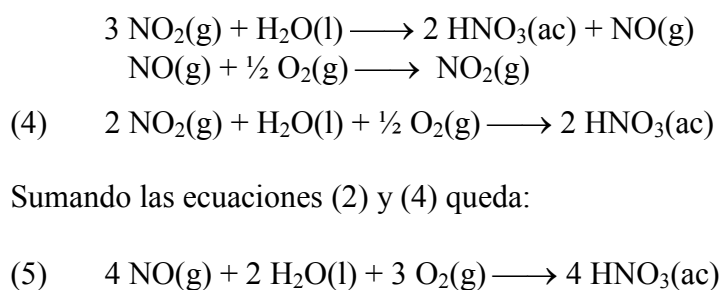 3 NO₂(g) + H₂O(l) ⟶ 2 HNO₃(ac) + NO(g)
NO(g) + ½ O₂(g) ⟶ NO₂(g)
(4) 2 NO₂(g) + H₂O(l) + ½ O₂(g) ⟶ 2 HNO₃(ac)
Sumando las ecuaciones (2) y (4) queda:
(5) 4 NO(g) + 2 H₂O(l) + 3 O₂(g) ⟶ 4 HNO₃(ac)